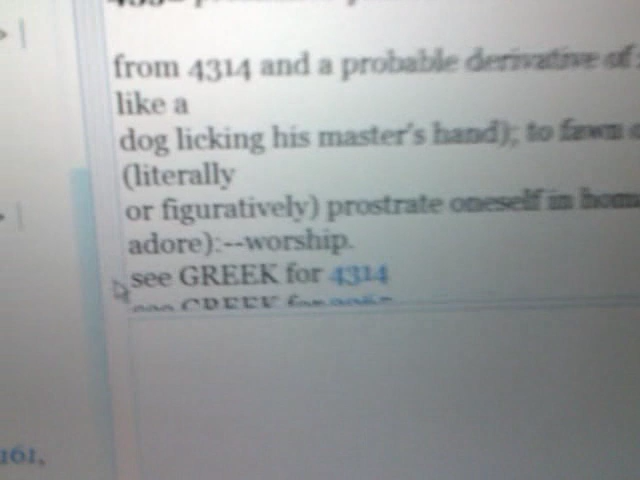 from 4314 and a probable derivative of
like a
dog licking his master's hand); to fawn
(literally
or figuratively) prostrate oneself in
adore):--worship.
see GREEK for 4314
161,